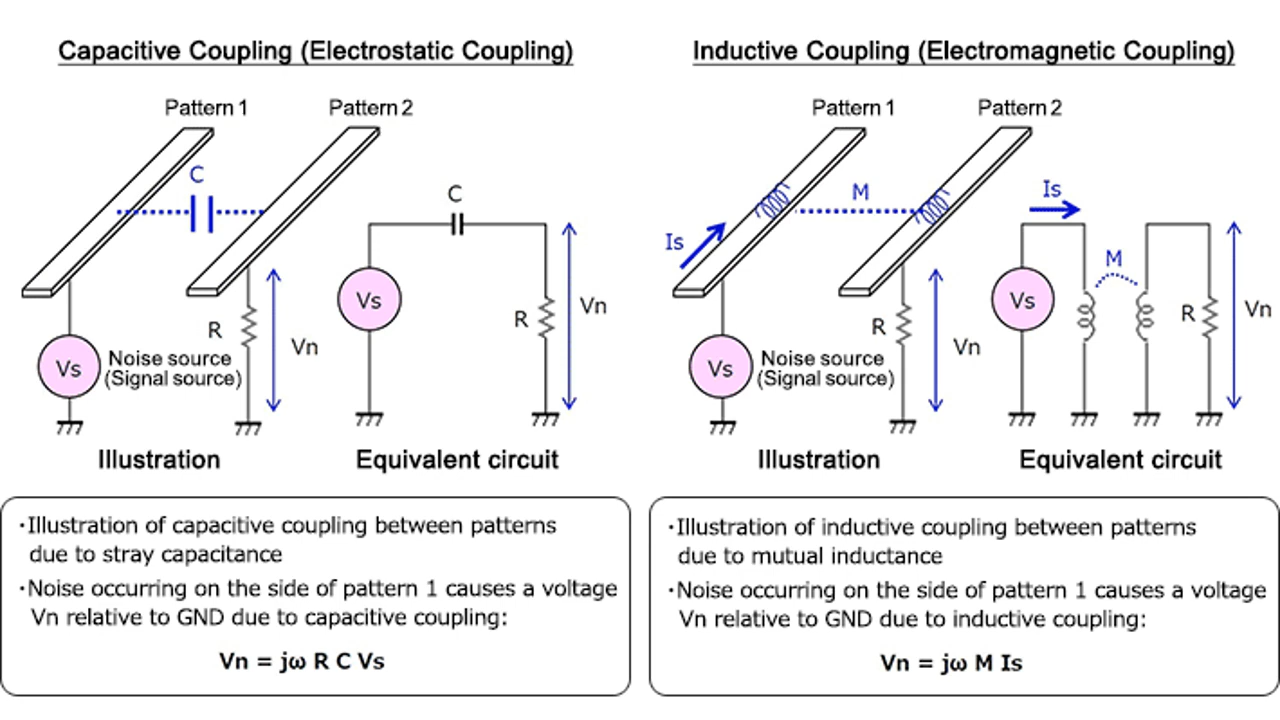 Capacitive Coupling (Electrostatic Coupling)
Pattern 1
Pattern 2
C
C
Vs
R
Vn
R
Vn
Vs
Noise source
(Signal source)
Illustration
Equivalent circuit
·Illustration of capacitive coupling between patterns
due to stray capacitance
·Noise occurring on the side of pattern 1 causes a voltage
Vn relative to GND due to capacitive coupling:
Vn = jω R C Vs
Inductive Coupling (Electromagnetic Coupling)
Pattern 1
Pattern 2
M
Is
Is
M
Vs
R
Vn
R
Vn
Vs
Noise source
(Signal source)
Illustration
Equivalent circuit
·Illustration of inductive coupling between patterns
due to mutual inductance
·Noise occurring on the side of pattern 1 causes a voltage
Vn relative to GND due to inductive coupling:
Vn = jω M Is